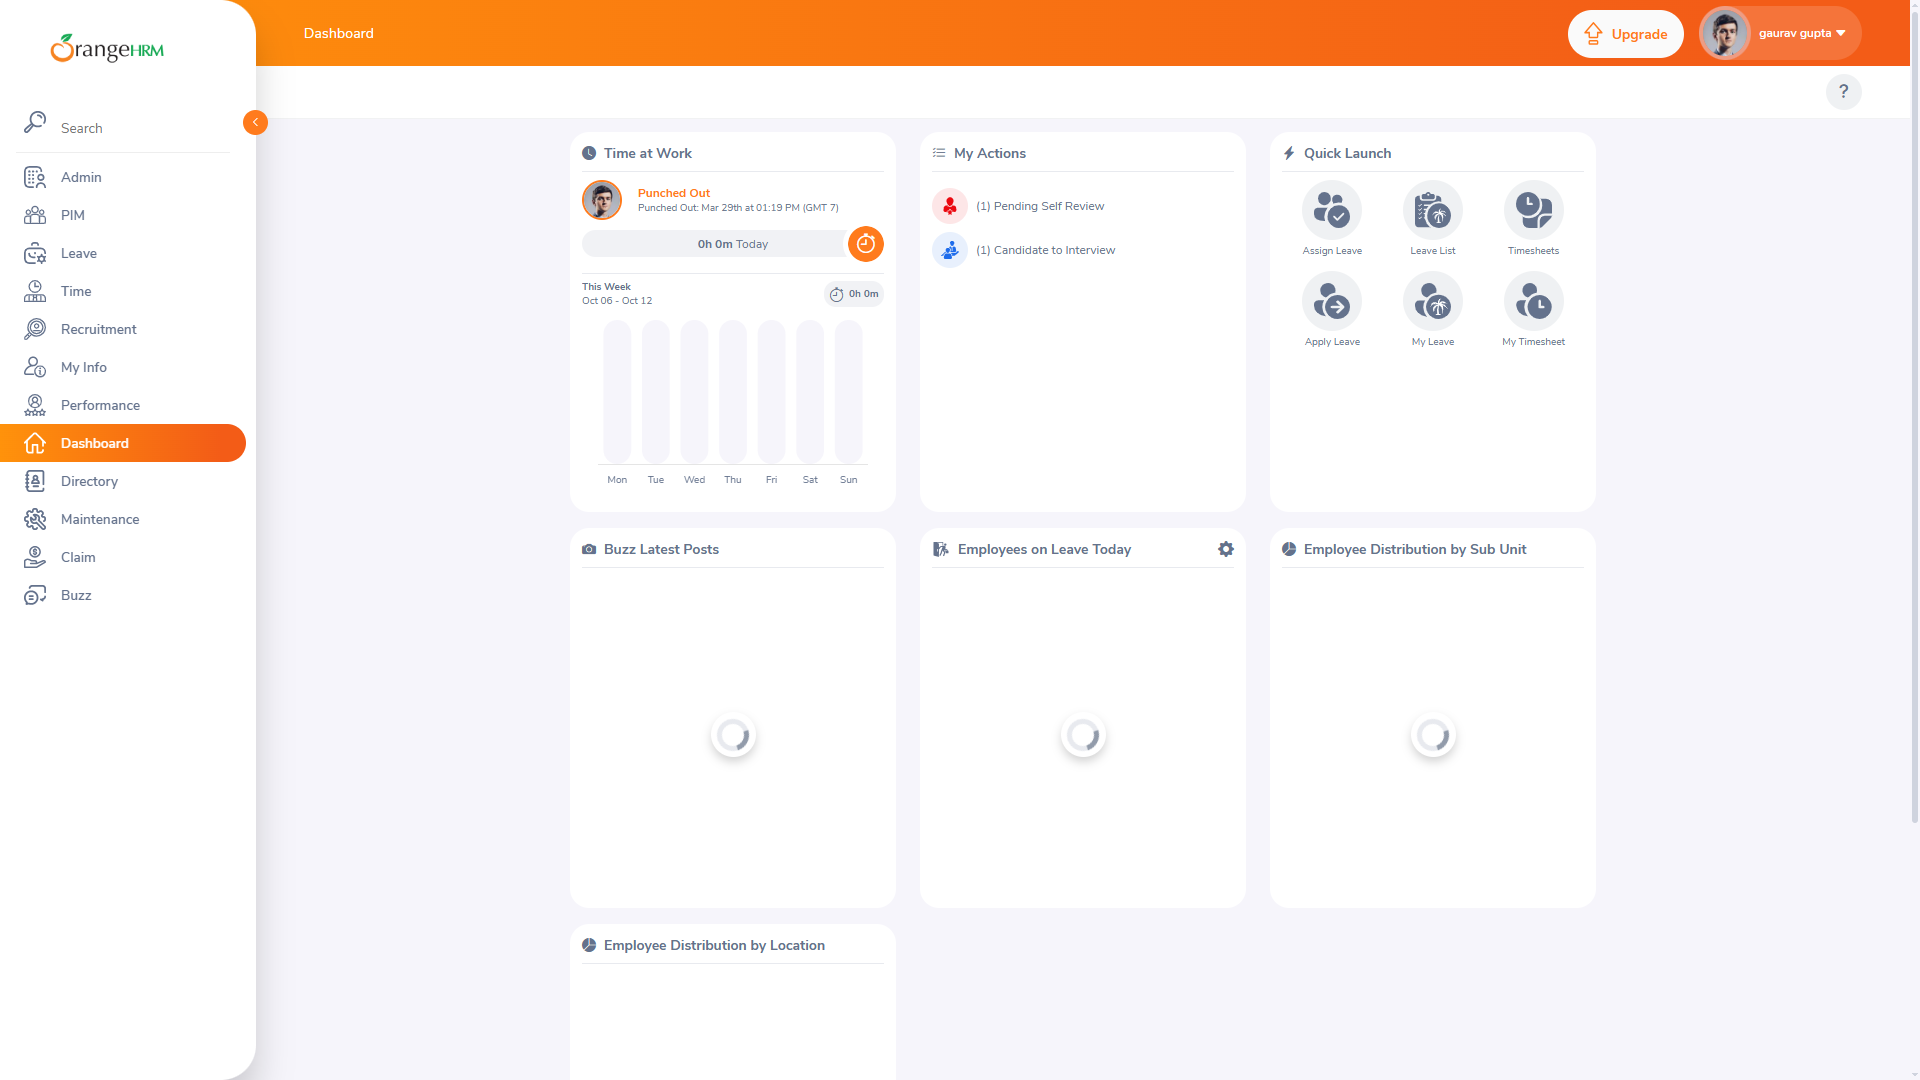 OrangeHRM
Dashboard
Upgrade
gaurav gupta
?
Search
Admin
PIM
Leave
Time
Recruitment
My Info
Performance
Dashboard
Directory
Maintenance
Claim
Buzz
Time at Work
Punched Out
Punched Out: Mar 29th at 01:19 PM (GMT 7)
0h 0m Today
This Week
Oct 06 - Oct 12
0h 0m
Mon Tue Wed Thu Fri Sat Sun
My Actions
(1) Pending Self Review
(1) Candidate to Interview
Quick Launch
Assign Leave
Leave List
Timesheets
Apply Leave
My Leave
My Timesheet
Buzz Latest Posts
Employees on Leave Today
Employee Distribution by Sub Unit
Employee Distribution by Location